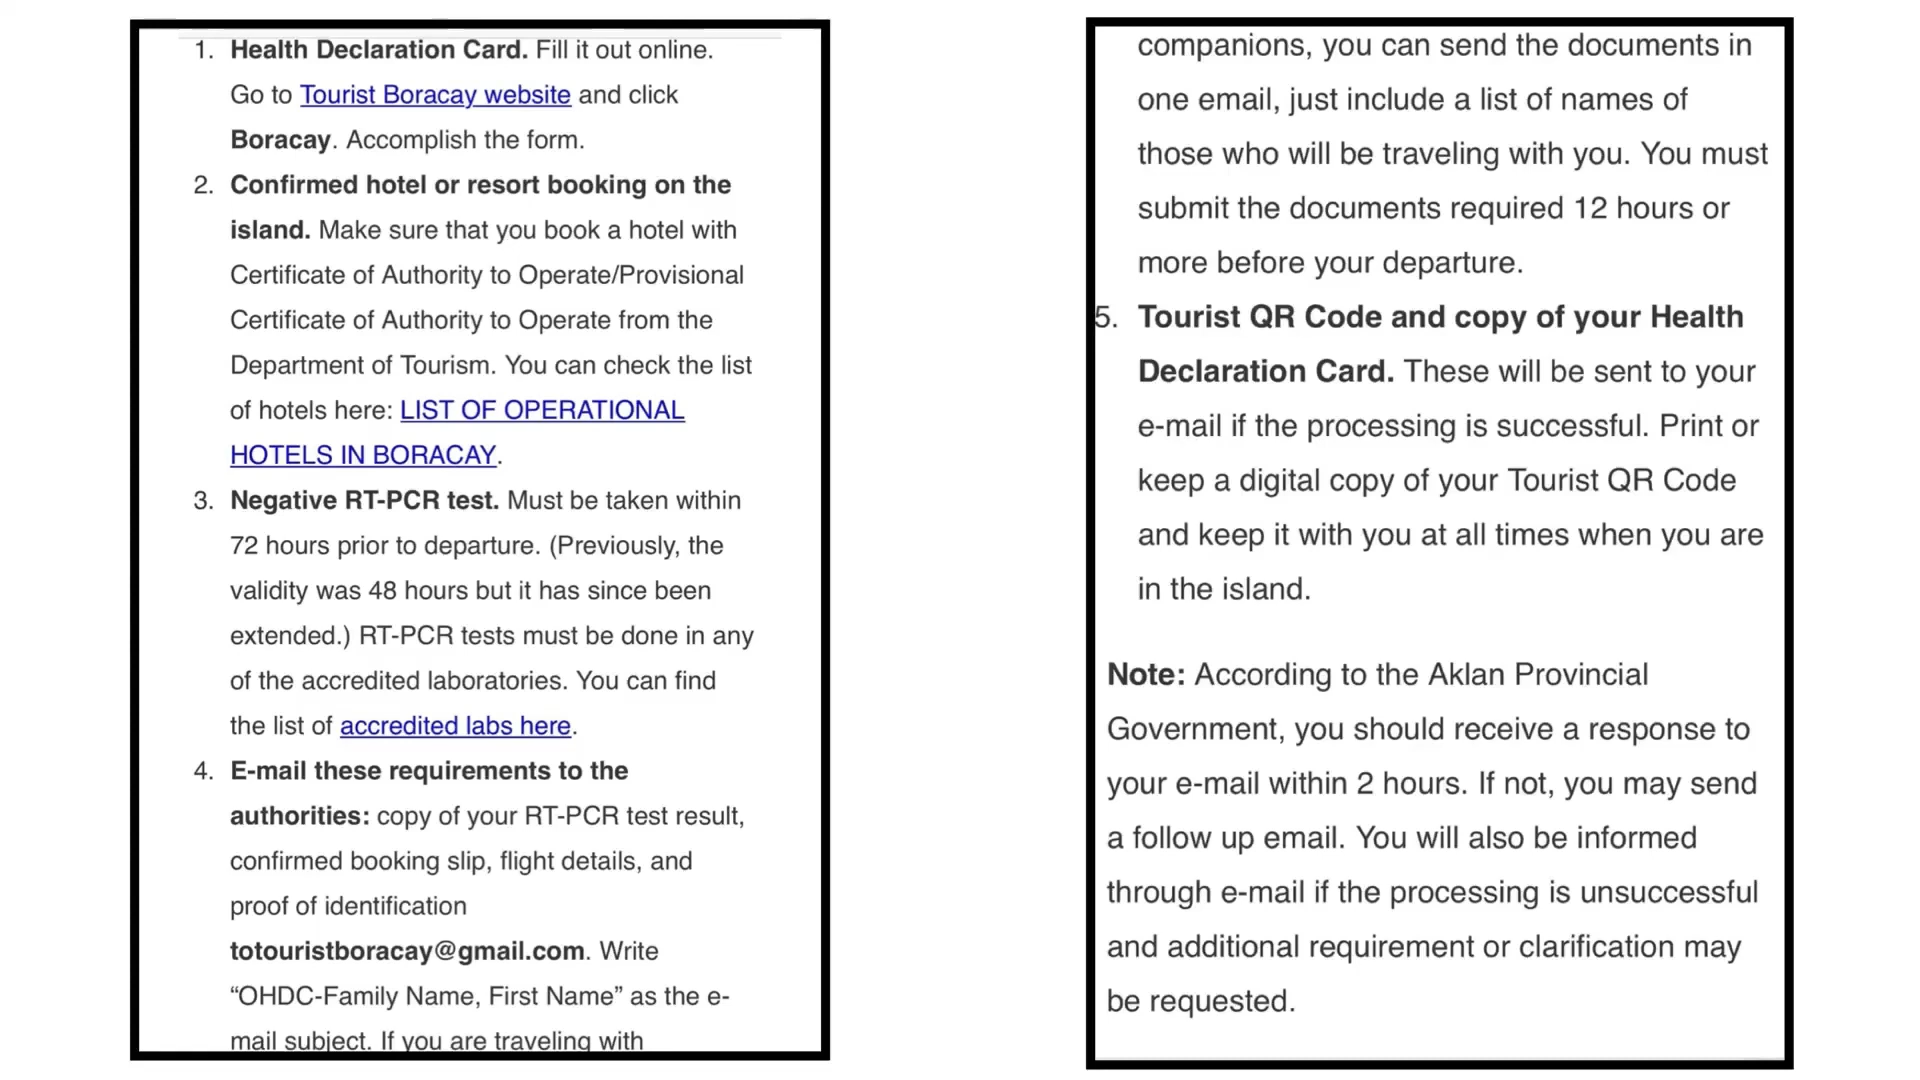 1. Health Declaration Card. Fill it out online.
Go to Tourist Boracay website and click
Boracay. Accomplish the form.
2. Confirmed hotel or resort booking on the
island. Make sure that you book a hotel with
Certificate of Authority to Operate/Provisional
Certificate of Authority to Operate from the
Department of Tourism. You can check the list
of hotels here: LIST OF OPERATIONAL
HOTELS IN BORACAY.
3. Negative RT-PCR test. Must be taken within
72 hours prior to departure. (Previously, the
validity was 48 hours but it has since been
extended.) RT-PCR tests must be done in any
of the accredited laboratories. You can find
the list of accredited labs here.
4. E-mail these requirements to the
authorities: copy of your RT-PCR test result,
confirmed booking slip, flight details, and
proof of identification
totouristboracay@gmail.com. Write
“OHDC-Family Name, First Name” as the e-
mail subject. If you are traveling with
companions, you can send the documents in
one email, just include a list of names of
those who will be traveling with you. You must
submit the documents required 12 hours or
more before your departure.
5. Tourist QR Code and copy of your Health
Declaration Card. These will be sent to your
e-mail if the processing is successful. Print or
keep a digital copy of your Tourist QR Code
and keep it with you at all times when you are
in the island.
Note: According to the Aklan Provincial
Government, you should receive a response to
your e-mail within 2 hours. If not, you may send
a follow up email. You will also be informed
through e-mail if the processing is unsuccessful
and additional requirement or clarification may
be requested.